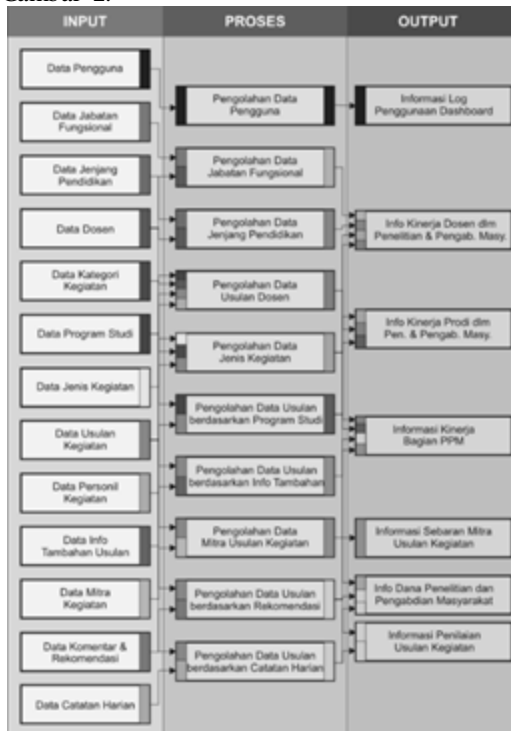 INPUT
PROSES
OUTPUT
Data Pengguna
Data Jabatan
Fungsional
Data Jenjang
Pendidikan
Data Dosen
Data Kategori
Kegiatan
Data Program Studi
Data Jenis Kegiatan
Data Usulan
Kegiatan
Data Personil
Kegiatan
Data Info
Tambahan Usulan
Data Mitra
Kegiatan
Data Komentar &
Rekomendasi
Data Catatan Harian
Pengolahan Data
Pengguna
Pengolahan Data
Jabatan Fungsional
Pengolahan Data
Jenjang Pendidikan
Pengolahan Data
Usulan Dosen
Pengolahan Data
Jenis Kegiatan
Pengolahan Data Usulan
berdasarkan Program Studi
Pengolahan Data Usulan
berdasarkan Info Tambahan
Pengolahan Data
Mitra Usulan Kegiatan
Pengolahan Data Usulan
berdasarkan Rekomendasi
Pengolahan Data Usulan
berdasarkan Catatan Harian
Informasi Log
Penggunaan Dashboard
Info Kinerja Dosen dlm
Penelitian & Pengab. Masy.
Info Kinerja Prodi dlm
Pen. & Pengab. Masy.
Informasi Kinerja
Bagian PPM
Informasi Sebaran Mitra
Usulan Kegiatan
Info Dana Penelitian dan
Pengabdian Masyarakat
Informasi Penilaian
Usulan Kegiatan